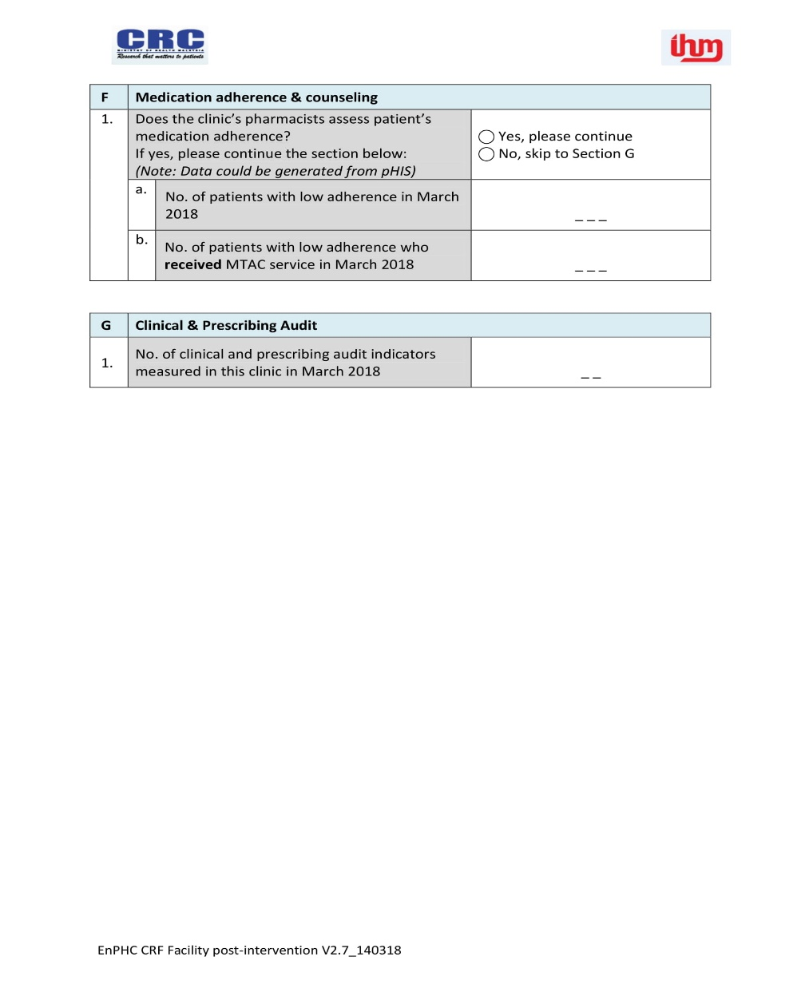 CRC
MINISTRY OF HEALTH MALAYSIA
Research that matters to patients
ihm
F Medication adherence & counseling
1. Does the clinic’s pharmacists assess patient’s
medication adherence?
If yes, please continue the section below:
(Note: Data could be generated from pHIS)
Yes, please continue
No, skip to Section G
a. No. of patients with low adherence in March
2018
_ _ _
b. No. of patients with low adherence who
received MTAC service in March 2018
_ _ _
G Clinical & Prescribing Audit
1. No. of clinical and prescribing audit indicators
measured in this clinic in March 2018
_ _
EnPHC CRF Facility post-intervention V2.7_140318